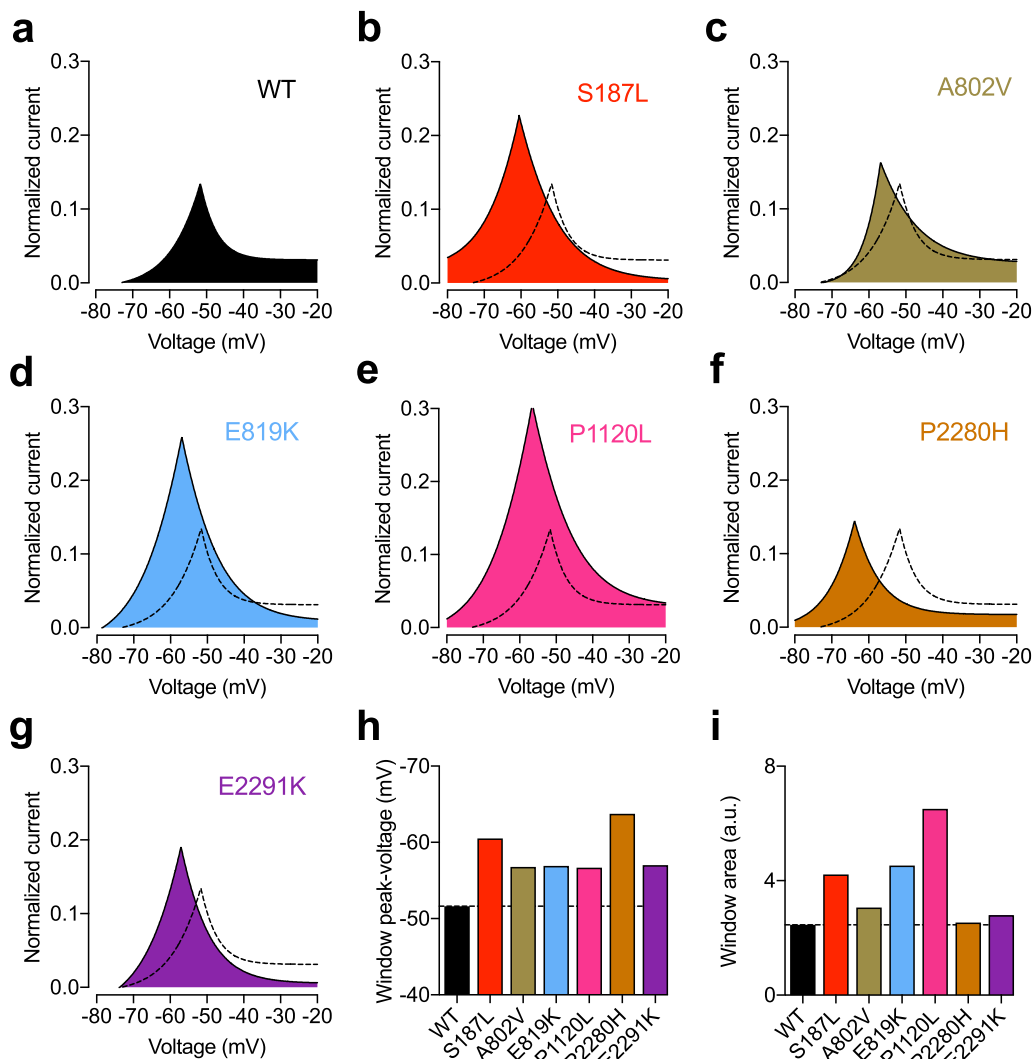 a
b
c
0.3
0.2
0.1
0.0
Normalized current
WT
-80 -70 -60 -50 -40 -30 -20
Voltage (mV)
0.3
0.2
0.1
0.0
Normalized current
S187L
-80 -70 -60 -50 -40 -30 -20
Voltage (mV)
0.3
0.2
0.1
0.0
Normalized current
A802V
-80 -70 -60 -50 -40 -30 -20
Voltage (mV)
d
e
f
0.3
0.2
0.1
0.0
Normalized current
E819K
-80 -70 -60 -50 -40 -30 -20
Voltage (mV)
0.3
0.2
0.1
0.0
Normalized current
P1120L
-80 -70 -60 -50 -40 -30 -20
Voltage (mV)
0.3
0.2
0.1
0.0
Normalized current
P2280H
-80 -70 -60 -50 -40 -30 -20
Voltage (mV)
g
h
i
0.3
0.2
0.1
0.0
Normalized current
E2291K
-80 -70 -60 -50 -40 -30 -20
Voltage (mV)
-70
-60
-50
-40
Window peak-voltage (mV)
WT
S187L
A802V
E819K
P1120L
P2280H
E2291K
8
4
0
Window area (a.u.)
WT
S187L
A802V
E819K
P1120L
P2280H
E2291K